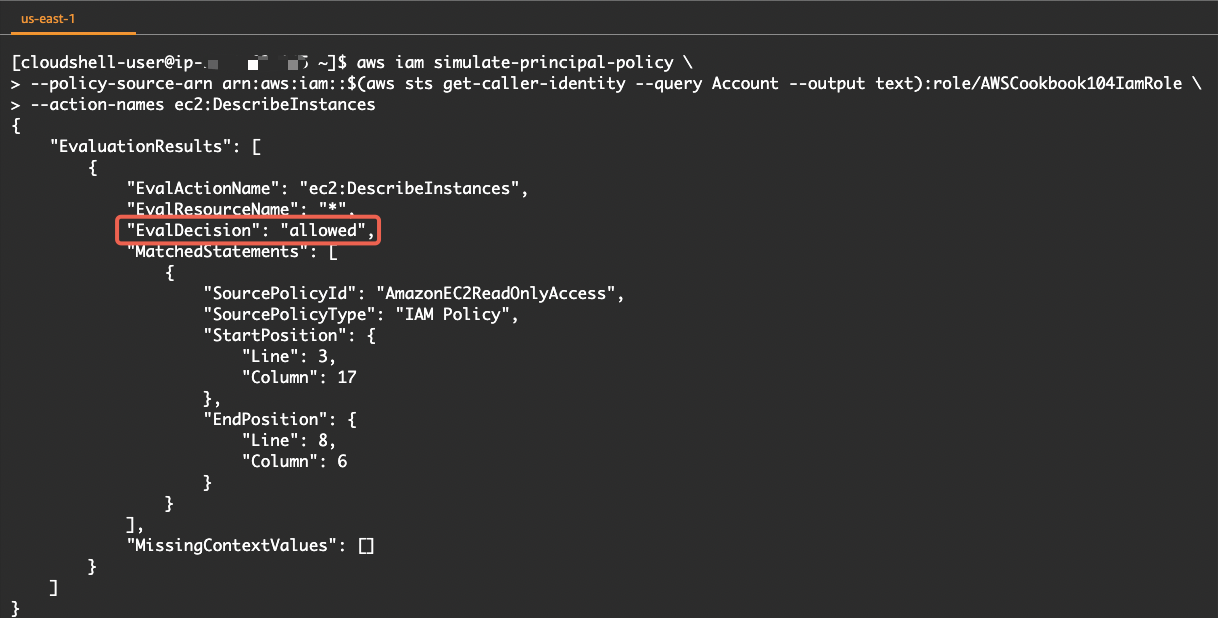 us-east-1
[cloudshell-user@ip- ~]$ aws iam simulate-principal-policy \
> --policy-source-arn arn:aws:iam::$(aws sts get-caller-identity --query Account --output text):role/AWSCookbook104IamRole \
> --action-names ec2:DescribeInstances
{
    "EvaluationResults": [
        {
            "EvalActionName": "ec2:DescribeInstances",
            "EvalResourceName": "*",
            "EvalDecision": "allowed",
            "MatchedStatements": [
                {
                    "SourcePolicyId": "AmazonEC2ReadOnlyAccess",
                    "SourcePolicyType": "IAM Policy",
                    "StartPosition": {
                        "Line": 3,
                        "Column": 17
                    },
                    "EndPosition": {
                        "Line": 8,
                        "Column": 6
                    }
                }
            ],
            "MissingContextValues": []
        }
    ]
}